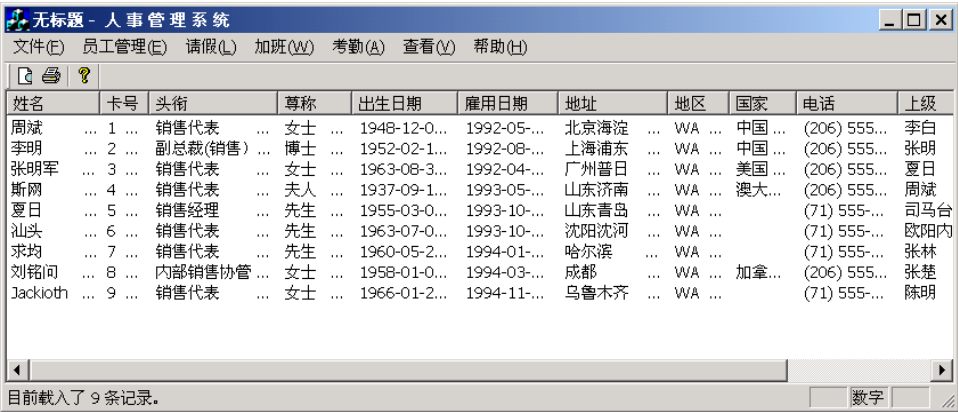 无标题 - 人 事 管 理 系 统
文件(F) 员工管理(E) 请假(L) 加班(W) 考勤(A) 查看(V) 帮助(H)
姓名 卡号 头衔 尊称 出生日期 雇用日期 地址 地区 国家 电话 上级
周斌 ... 1 ... 销售代表 ... 女士 ... 1948-12-0... 1992-05-... 北京海淀 ... WA ... 中国 ... (206) 555... 李白
李明 ... 2 ... 副总裁(销售) ... 博士 ... 1952-02-1... 1992-08-... 上海浦东 ... WA ... 中国 ... (206) 555... 张明
张明军 ... 3 ... 销售代表 ... 女士 ... 1963-08-3... 1992-04-... 广州普日 ... WA ... 美国 ... (206) 555... 夏日
斯网 ... 4 ... 销售代表 ... 夫人 ... 1937-09-1... 1993-05-... 山东济南 ... WA ... 澳大... (206) 555... 周斌
夏日 ... 5 ... 销售经理 ... 先生 ... 1955-03-0... 1993-10-... 山东青岛 ... WA ... (71) 555-... 司马台
汕头 ... 6 ... 销售代表 ... 先生 ... 1963-07-0... 1993-10-... 沈阳沈河 ... WA ... (71) 555-... 欧阳内
求均 ... 7 ... 销售代表 ... 先生 ... 1960-05-2... 1994-01-... 哈尔滨 ... WA ... (71) 555-... 张林
刘铭问 ... 8 ... 内部销售协管 ... 女士 ... 1958-01-0... 1994-03-... 成都 ... WA ... 加拿... (206) 555... 张楚
Jackioth ... 9 ... 销售代表 ... 女士 ... 1966-01-2... 1994-11-... 乌鲁木齐 ... WA ... (71) 555-... 陈明
目前载入了 9 条记录。 数字